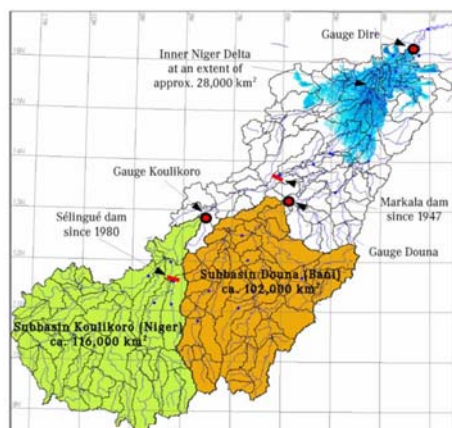 Gauge Dire
Inner Niger Delta
at an extent of
approx. 28,000 km²
Gauge Koulikoro
Markala dam
since 1947
Sélingué dam
since 1980
Gauge Douna
Subbasin Douna (Bani)
ca. 102,000 km²
Subbasin Koulikoro (Niger)
ca. 116,000 km²